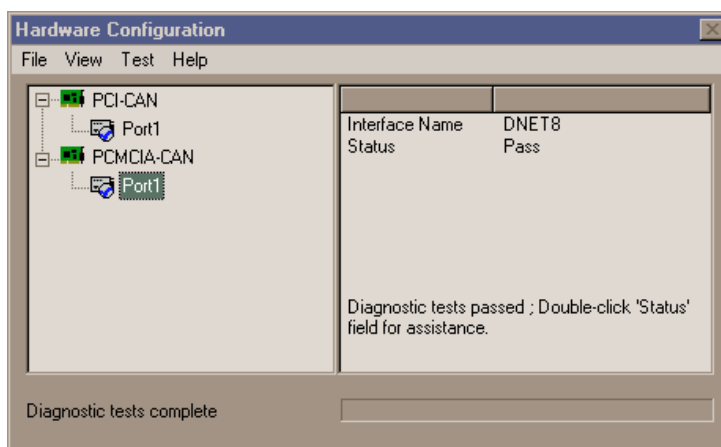 Hardware Configuration
File View Test Help
PCI-CAN
Port1
PCMCIA-CAN
Port1
Interface Name DNET8
Status Pass
Diagnostic tests passed ; Double-click 'Status'
field for assistance.
Diagnostic tests complete